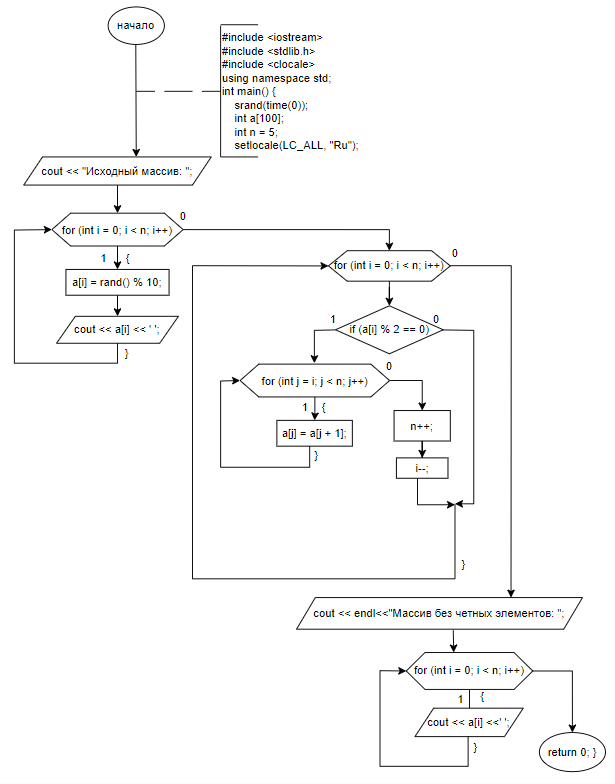 начало
#include <iostream>
#include <stdlib.h>
#include <clocale>
using namespace std;
int main() {
srand(time(0));
int a[100];
int n = 5;
setlocale(LC_ALL, "Ru");
cout << "Исходный массив: ";
for (int i = 0; i < n; i++)
0
1
{
a[i] = rand() % 10;
cout << a[i] << ' ';
}
for (int i = 0; i < n; i++)
0
if (a[i] % 2 == 0)
1
0
for (int j = i; j < n; j++)
0
1
{
a[j] = a[j + 1];
}
n++;
i--;
}
cout << endl<<"Массив без четных элементов: ";
for (int i = 0; i < n; i++)
1
{
cout << a[i] <<' ';
}
return 0; }